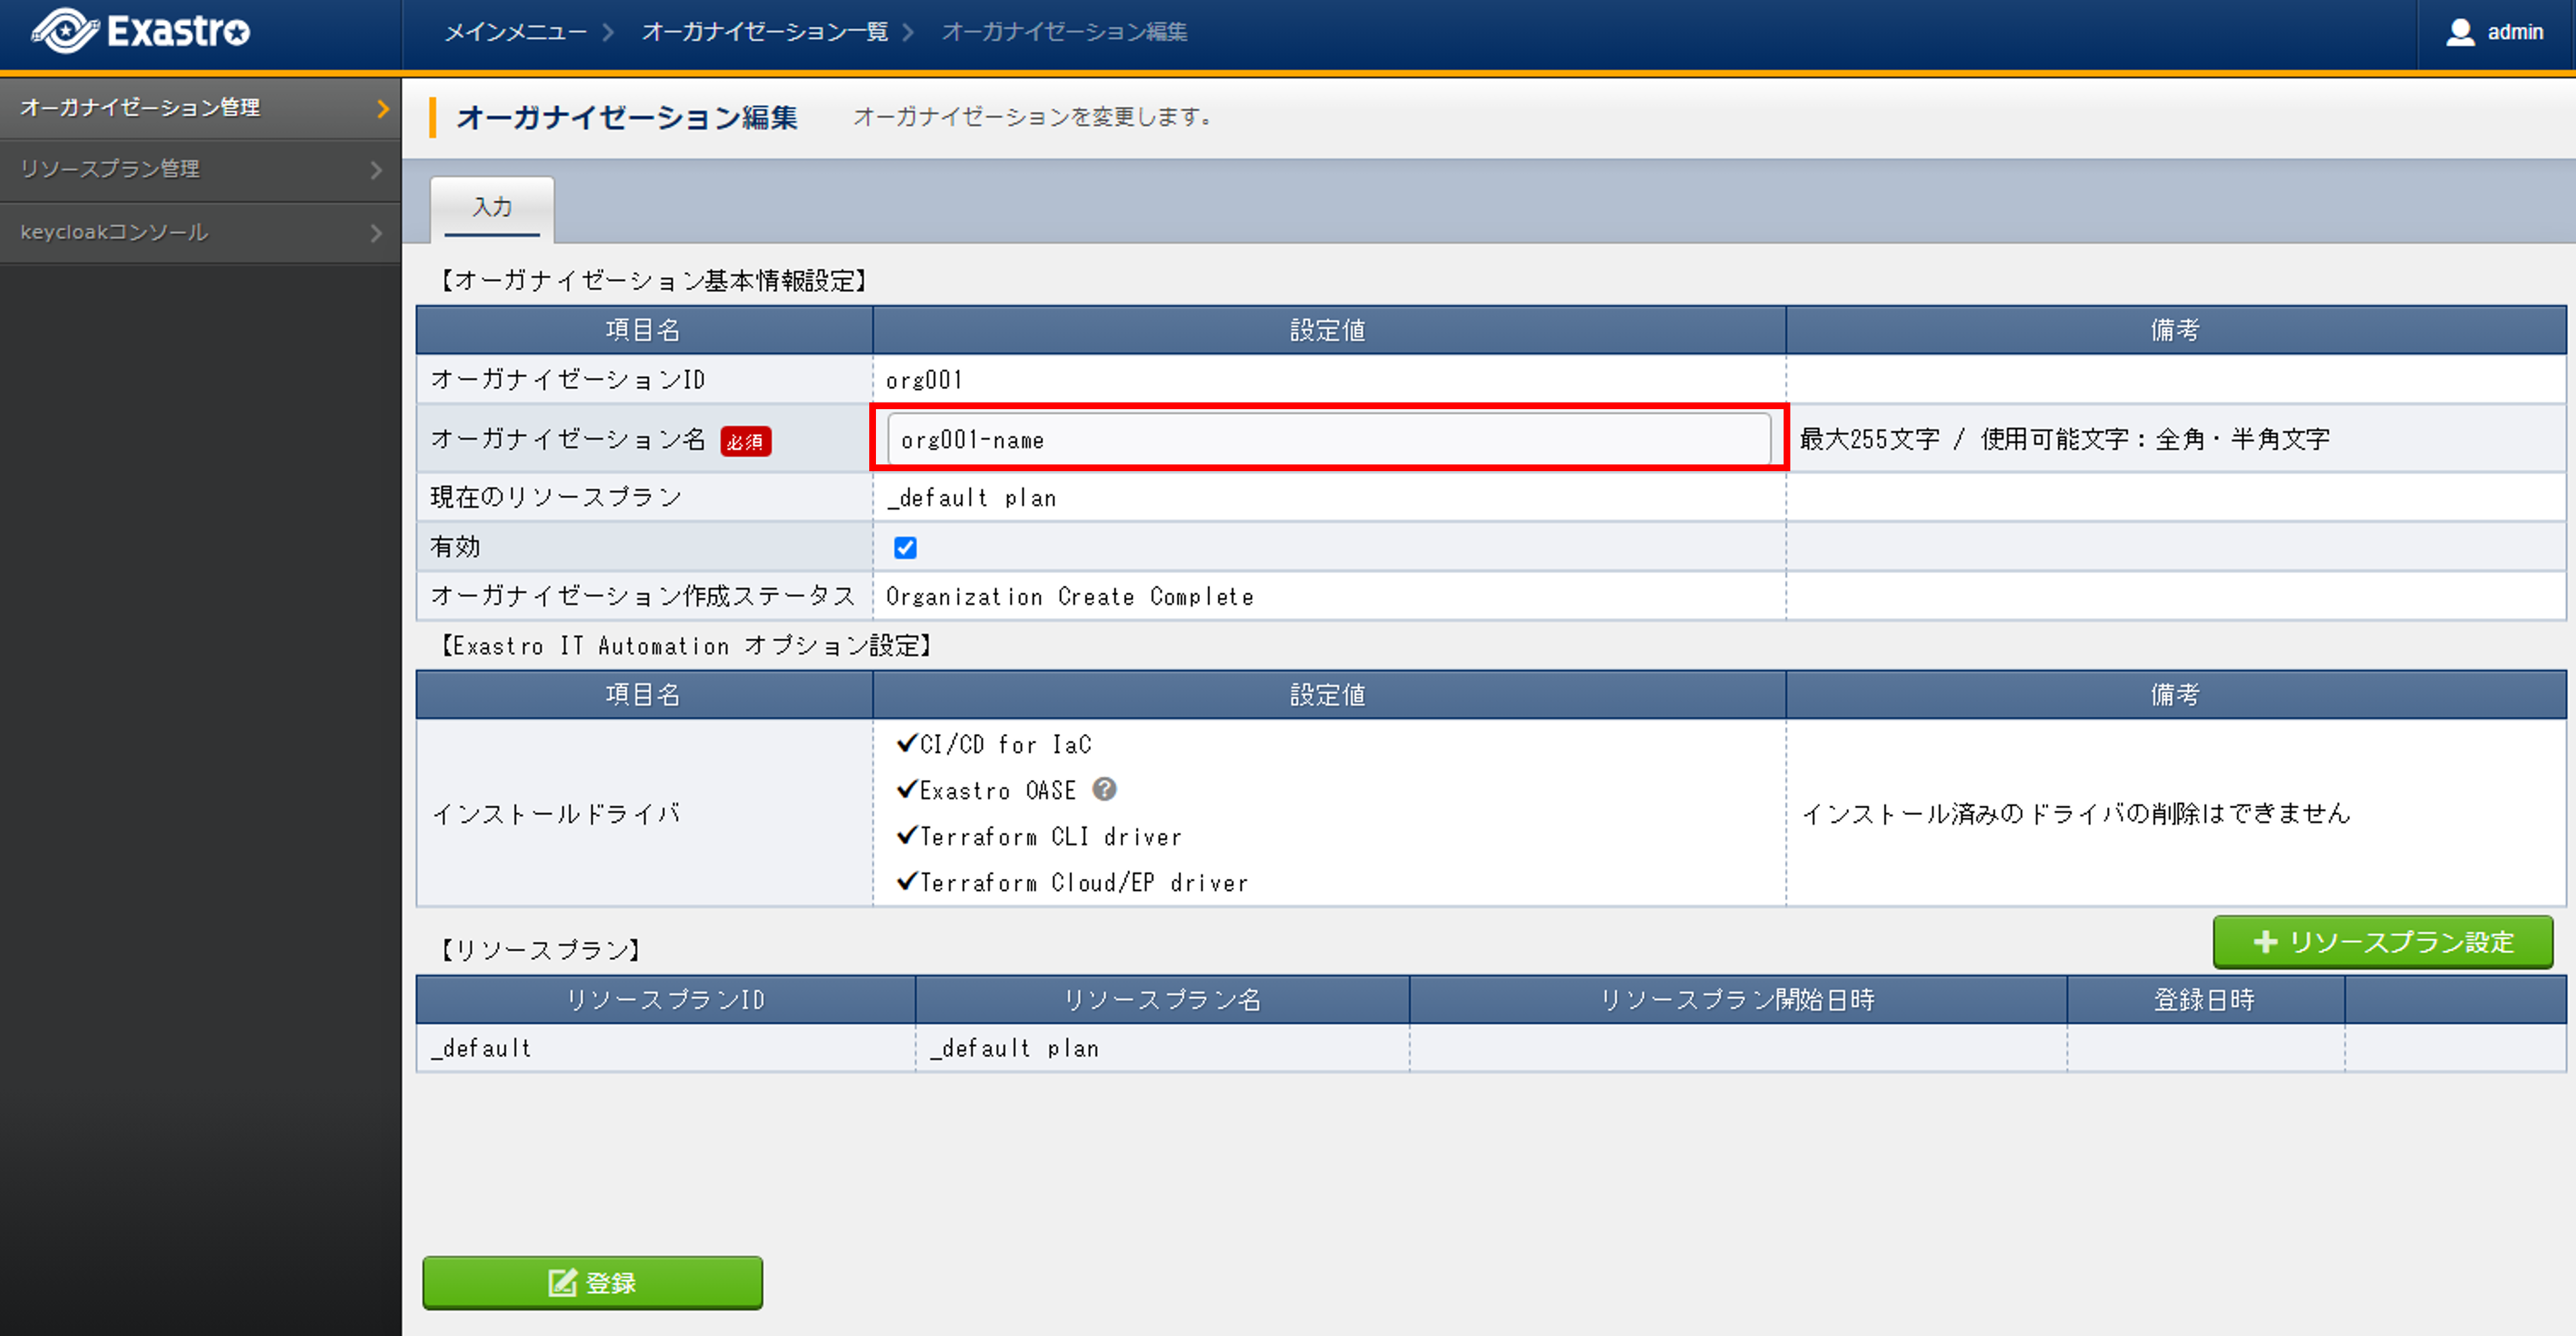 Exastro
メインメニュー
オーガナイゼーション一覧
オーガナイゼーション編集
admin
オーガナイゼーション管理
リソースプラン管理
keycloakコンソール
オーガナイゼーション編集 オーガナイゼーションを変更します。
入力
【オーガナイゼーション基本情報設定】
項目名 設定値 備考
オーガナイゼーションID org001
オーガナイゼーション名 必須 org001-name 最大255文字 / 使用可能文字：全角・半角文字
現在のリソースプラン _default plan
有効
オーガナイゼーション作成ステータス Organization Create Complete
【Exastro IT Automation オプション設定】
項目名 設定値 備考
インストールドライバ
✔CI/CD for IaC
✔Exastro OASE ?
✔Terraform CLI driver
✔Terraform Cloud/EP driver
インストール済みのドライバの削除はできません
【リソースプラン】
リソースプラン設定
リソースプランID リソースプラン名 リソースプラン開始日時 登録日時
_default _default plan
登録